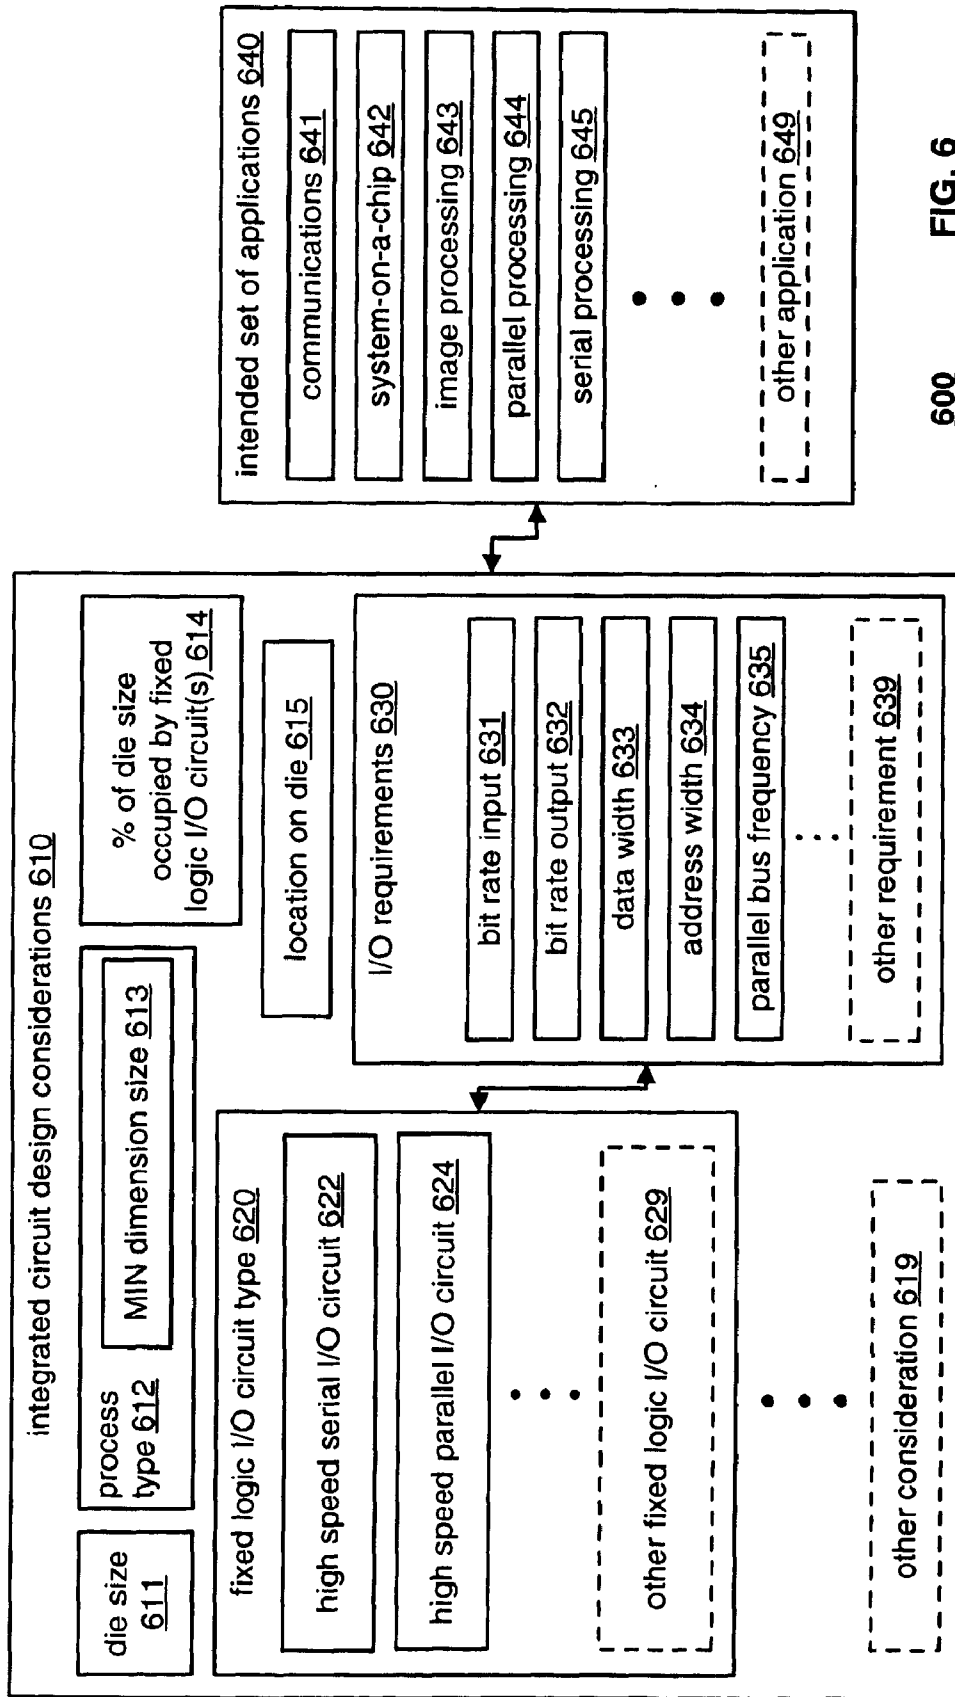 integrated circuit design considerations 610
die size
611
process
type 612
MIN dimension size 613
% of die size
occupied by fixed
logic I/O circuit(s) 614
location on die 615
fixed logic I/O circuit type 620
high speed serial I/O circuit 622
high speed parallel I/O circuit 624
other fixed logic I/O circuit 629
I/O requirements 630
bit rate input 631
bit rate output 632
data width 633
address width 634
parallel bus frequency 635
other requirement 639
other consideration 619
intended set of applications 640
communications 641
system-on-a-chip 642
image processing 643
parallel processing 644
serial processing 645
other application 649
600
FIG. 6